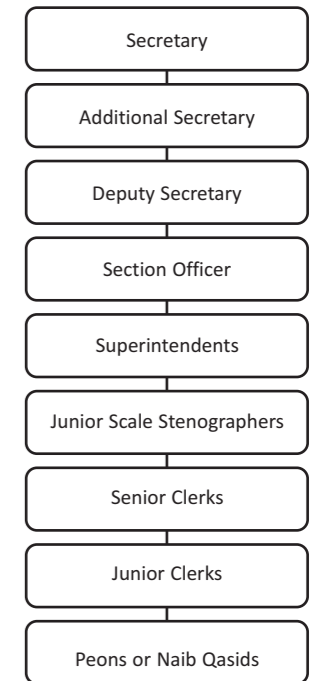 Secretary
Additional Secretary
Deputy Secretary
Section Officer
Superintendents
Junior Scale Stenographers
Senior Clerks
Junior Clerks
Peons or Naib Qasids